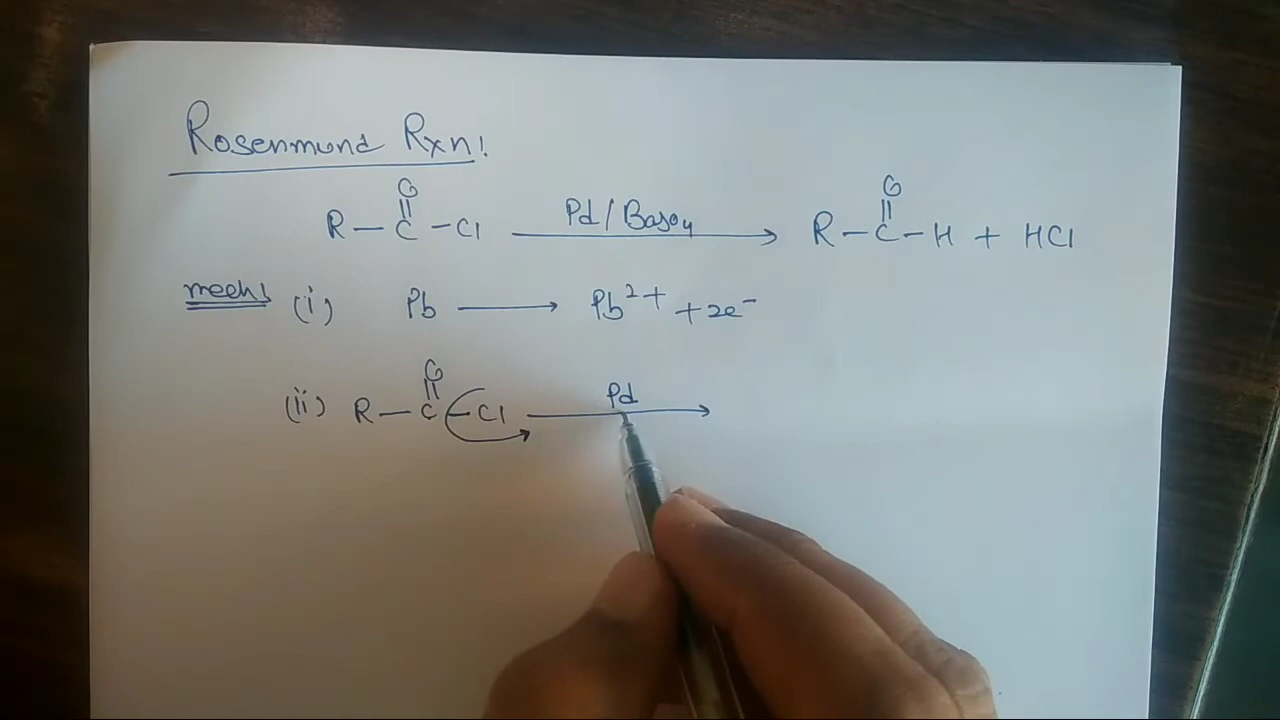 Rosenmund Rxn!
O
R — C — Cl Pd/BaSO4 → O
R — C — H + HCl
mech! (i) Pb → Pb2+ + 2e-
O
(ii) R — C — Cl Pd →